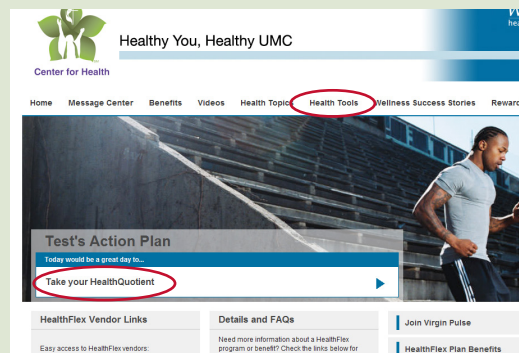 Healthy You, Healthy UMC
Center for Health
Home Message Center Benefits Videos Health Topics Health Tools Wellness Success Stories
Test's Action Plan
Today would be a great day to...
Take your HealthQuotient
HealthFlex Vendor Links
Easy access to HealthFlex vendors:
Details and FAQs
Need more information about a HealthFlex
program or benefit? Check the links below for
Join Virgin Pulse
HealthFlex Plan Benefits